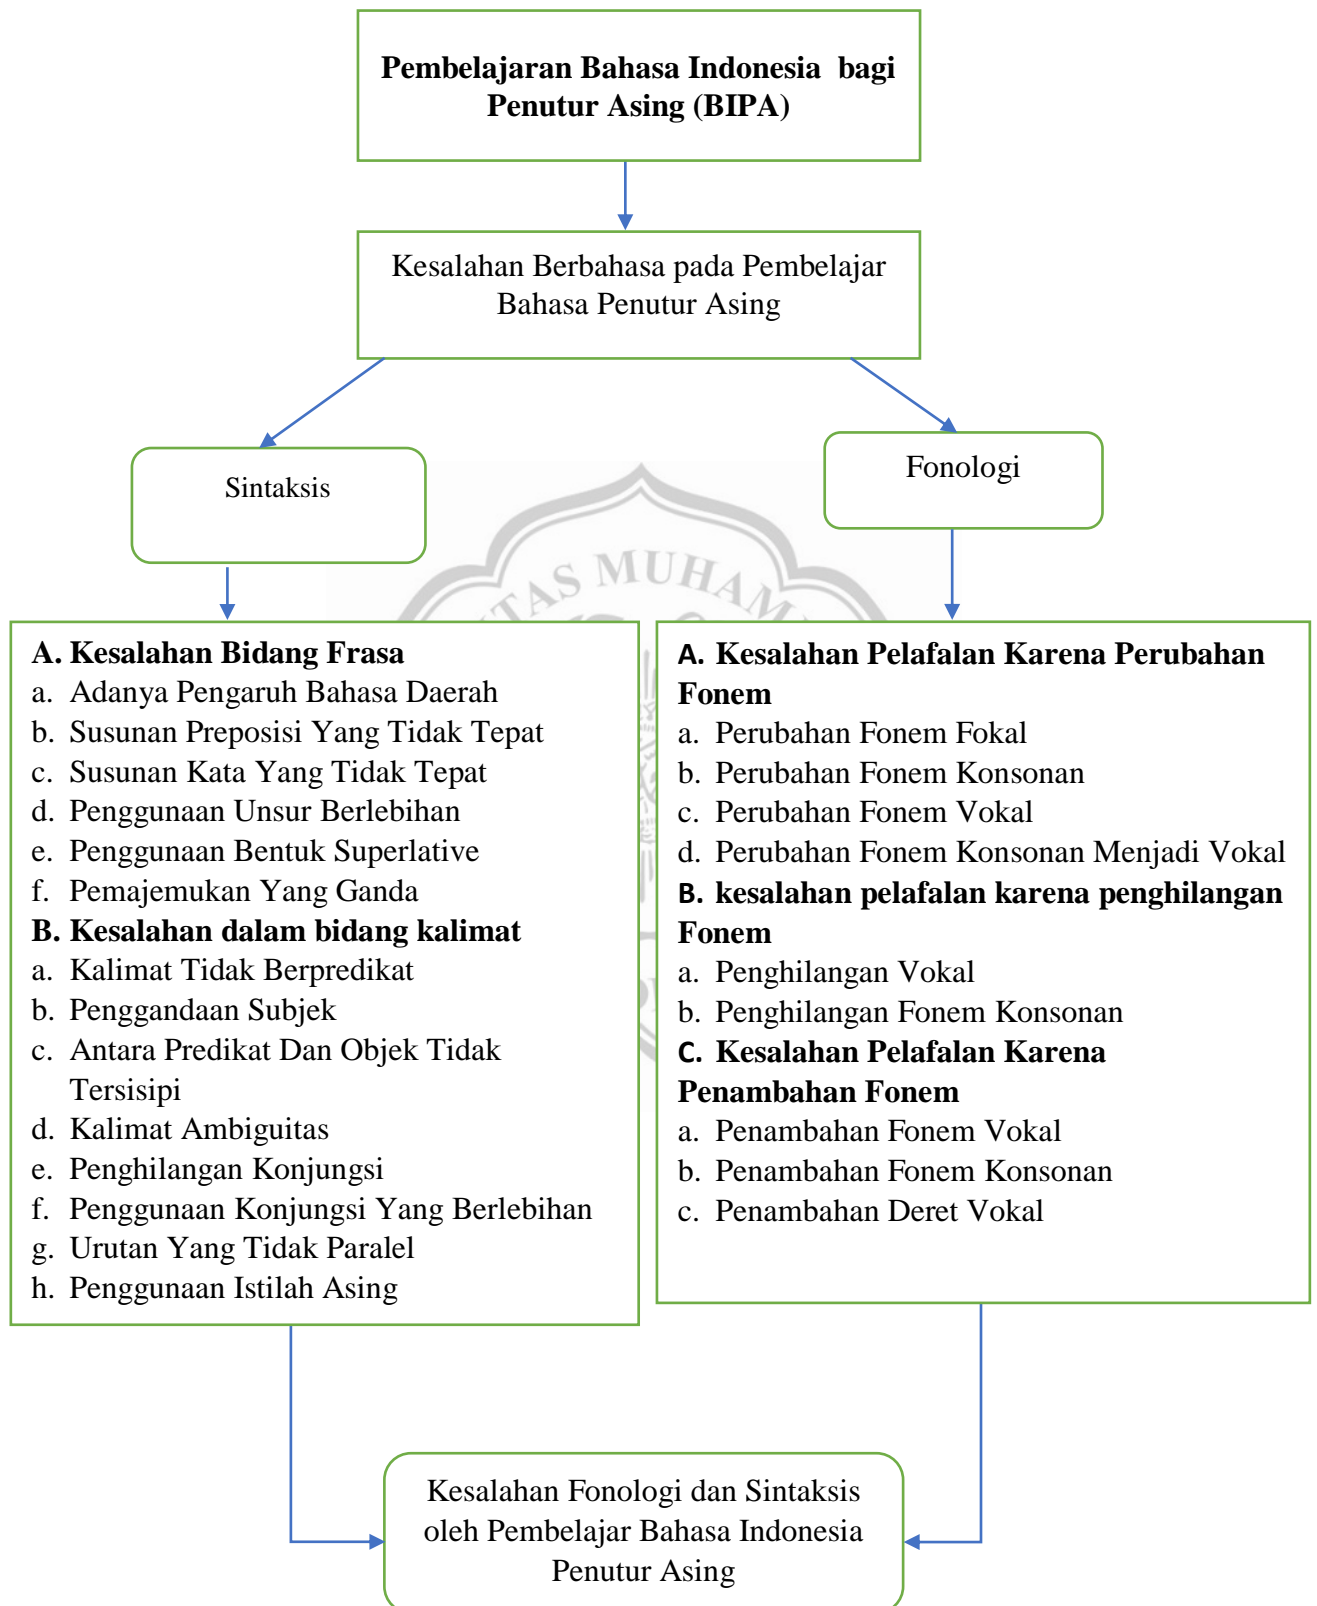 Pembelajaran Bahasa Indonesia bagi
Penutur Asing (BIPA)
Kesalahan Berbahasa pada Pembelajar
Bahasa Penutur Asing
Sintaksis
Fonologi
TAS MUHAM
A. Kesalahan Bidang Frasa
a. Adanya Pengaruh Bahasa Daerah
b. Susunan Preposisi Yang Tidak Tepat
c. Susunan Kata Yang Tidak Tepat
d. Penggunaan Unsur Berlebihan
e. Penggunaan Bentuk Superlative
f. Pemajemukan Yang Ganda
B. Kesalahan dalam bidang kalimat
a. Kalimat Tidak Berpredikat
b. Penggandaan Subjek
c. Antara Predikat Dan Objek Tidak
Tersisipi
d. Kalimat Ambiguitas
e. Penghilangan Konjungsi
f. Penggunaan Konjungsi Yang Berlebihan
g. Urutan Yang Tidak Paralel
h. Penggunaan Istilah Asing
A. Kesalahan Pelafalan Karena Perubahan
Fonem
a. Perubahan Fonem Fokal
b. Perubahan Fonem Konsonan
c. Perubahan Fonem Vokal
d. Perubahan Fonem Konsonan Menjadi Vokal
B. kesalahan pelafalan karena penghilangan
Fonem
a. Penghilangan Vokal
b. Penghilangan Fonem Konsonan
C. Kesalahan Pelafalan Karena
Penambahan Fonem
a. Penambahan Fonem Vokal
b. Penambahan Fonem Konsonan
c. Penambahan Deret Vokal
Kesalahan Fonologi dan Sintaksis
oleh Pembelajar Bahasa Indonesia
Penutur Asing